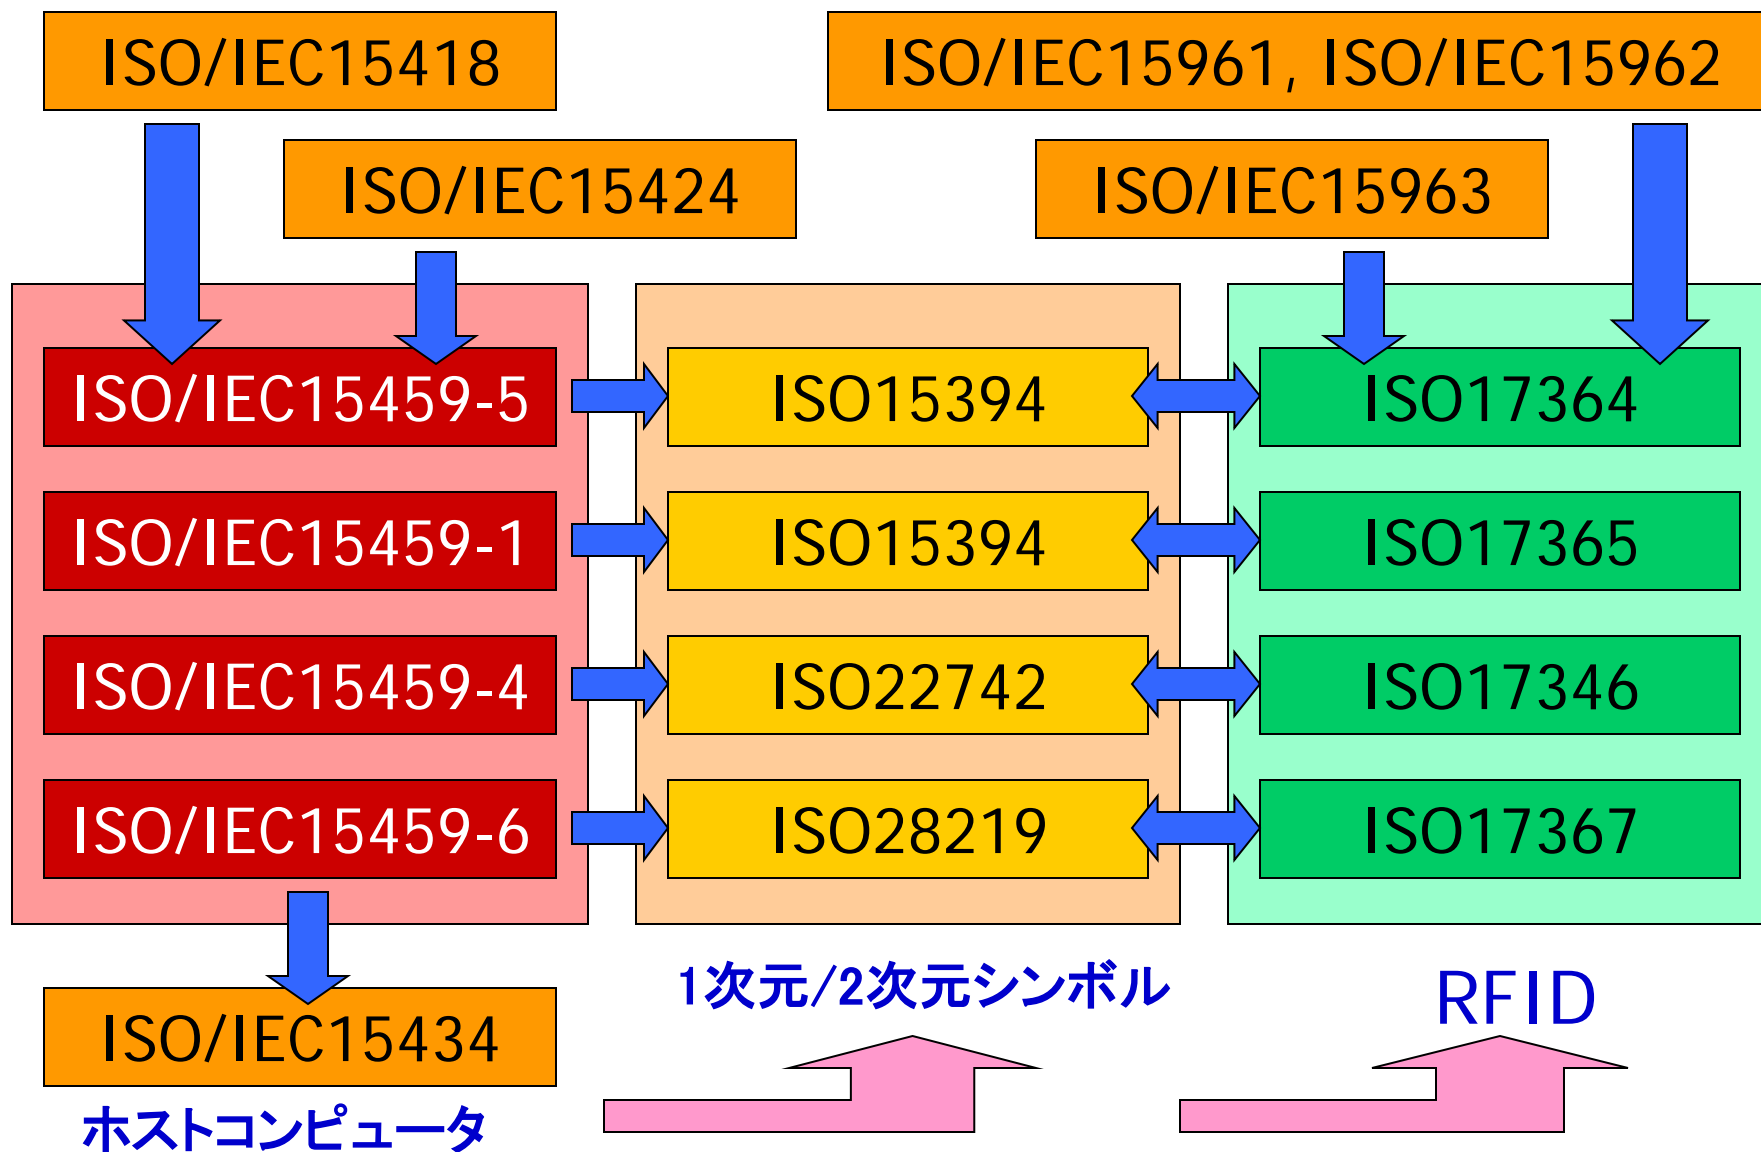 ISO/IEC15418
ISO/IEC15961, ISO/IEC15962
ISO/IEC15424
ISO/IEC15963
ISO/IEC15459-5
ISO15394
ISO17364
ISO/IEC15459-1
ISO15394
ISO17365
ISO/IEC15459-4
ISO22742
ISO17346
ISO/IEC15459-6
ISO28219
ISO17367
1次元/2次元シンボル
RFID
ISO/IEC15434
ホストコンピュータ